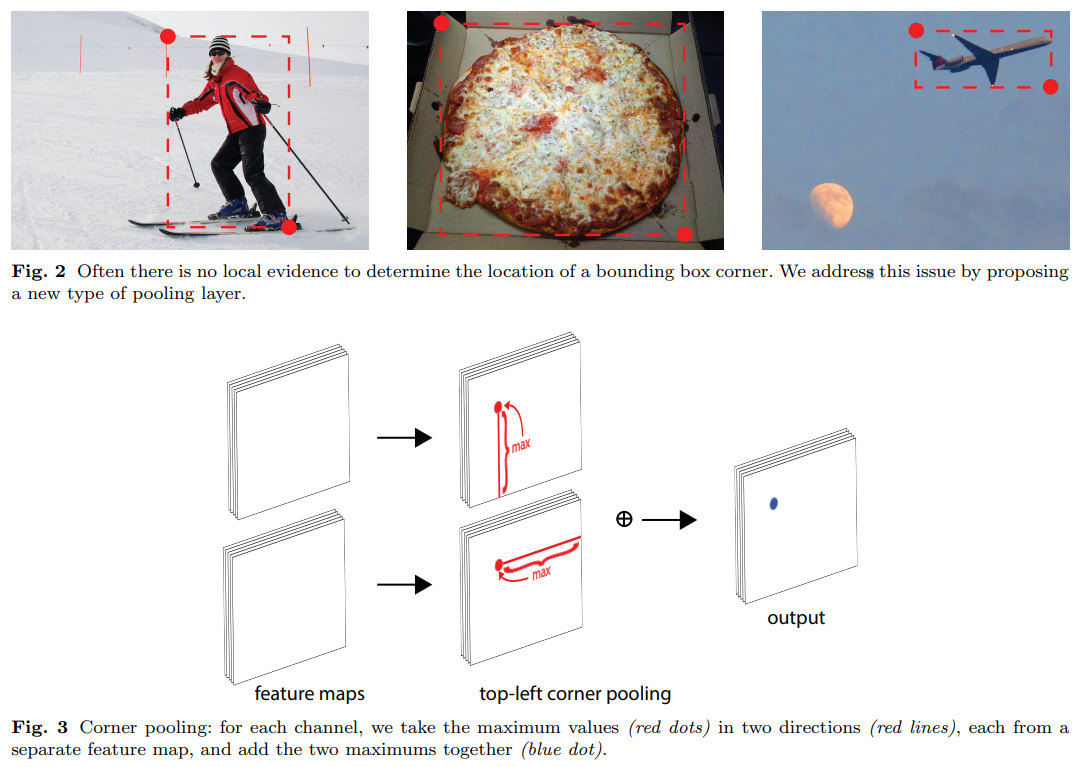 Fig. 2 Often there is no local evidence to determine the location of a bounding box corner. We address this issue by proposing
a new type of pooling layer.
max
max
⊕
output
feature maps
top-left corner pooling
Fig. 3 Corner pooling: for each channel, we take the maximum values (red dots) in two directions (red lines), each from a
separate feature map, and add the two maximums together (blue dot).